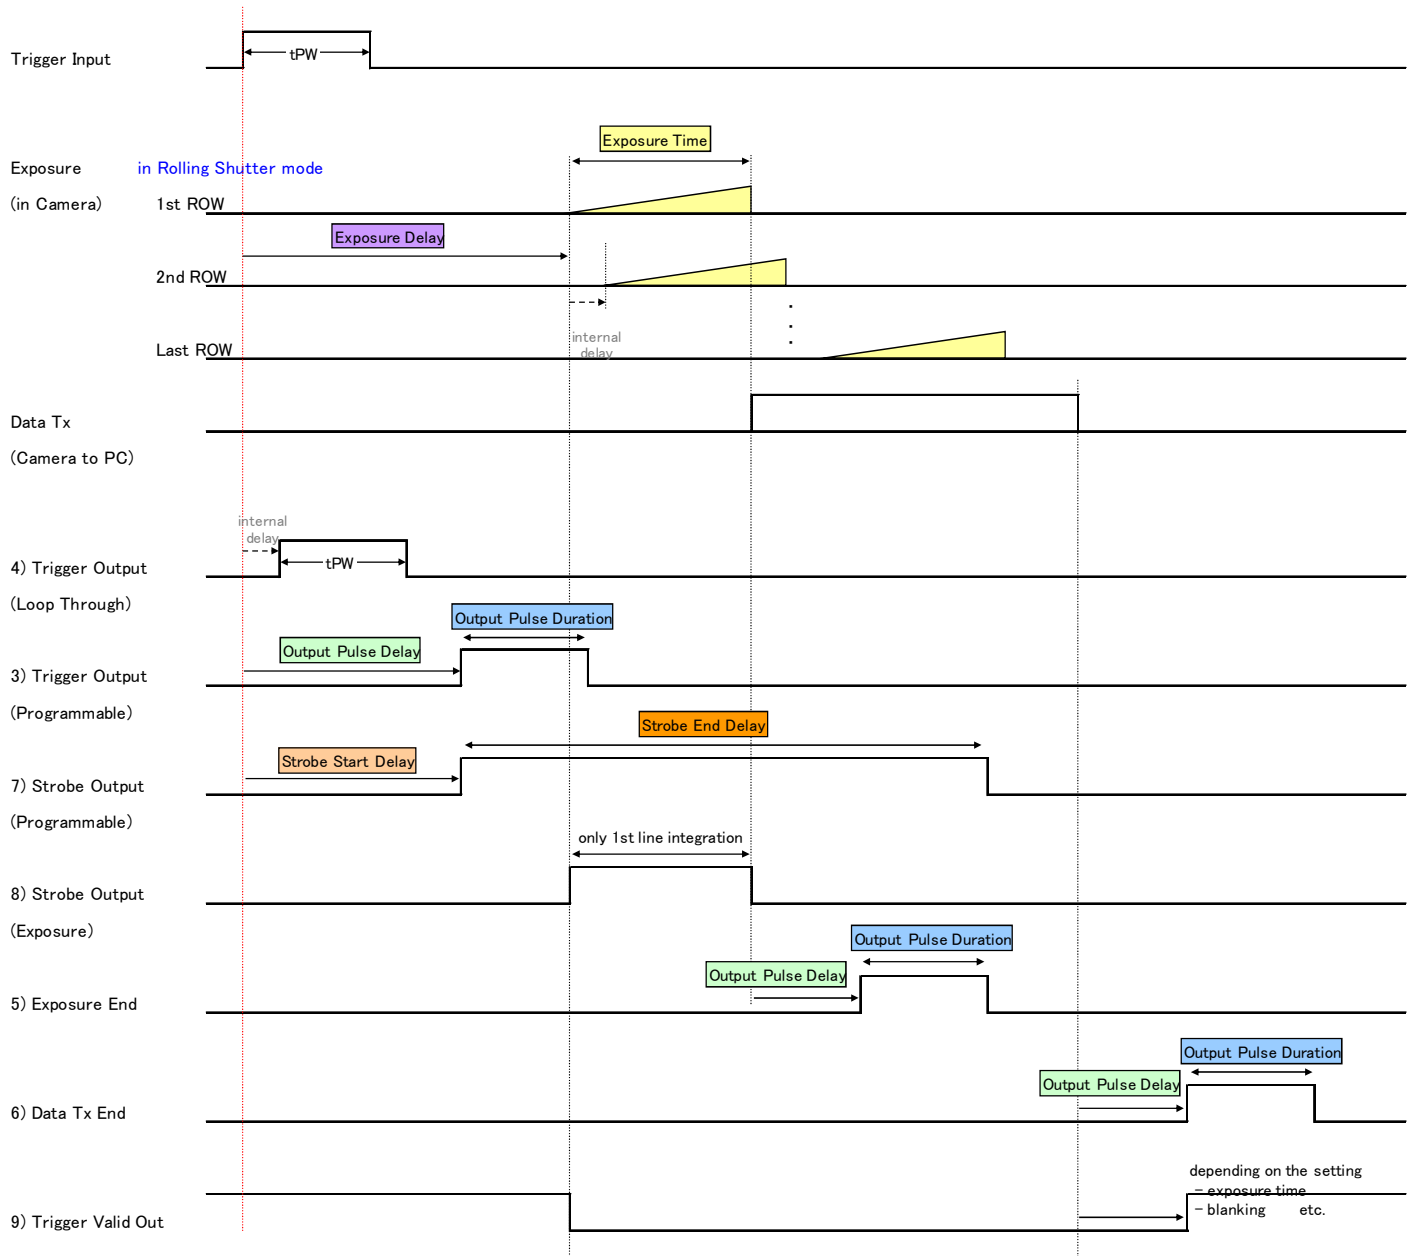 Trigger Input
tPW
Exposure Time
Exposure in Rolling Shutter mode
(in Camera) 1st ROW
Exposure Delay
2nd ROW
internal
delay
Last ROW
Data Tx
(Camera to PC)
internal
delay
4) Trigger Output
tPW
(Loop Through)
Output Pulse Duration
Output Pulse Delay
3) Trigger Output
(Programmable)
Strobe End Delay
Strobe Start Delay
7) Strobe Output
(Programmable)
only 1st line integration
8) Strobe Output
(Exposure)
Output Pulse Duration
Output Pulse Delay
5) Exposure End
Output Pulse Duration
Output Pulse Delay
6) Data Tx End
depending on the setting
- exposure time
- blanking etc.
9) Trigger Valid Out